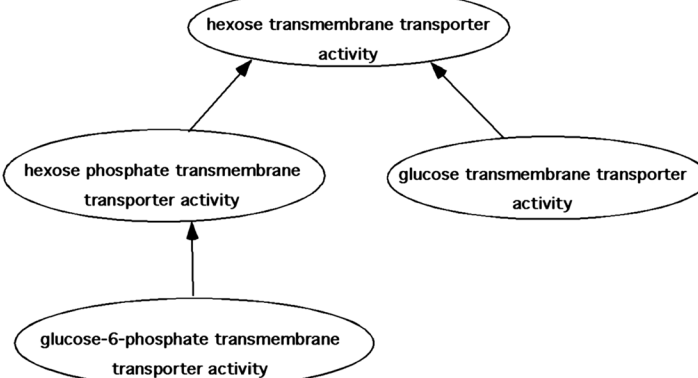 hexose transmembrane transporter
activity
hexose phosphate transmembrane
transporter activity
glucose transmembrane transporter
activity
glucose-6-phosphate transmembrane
transporter activity